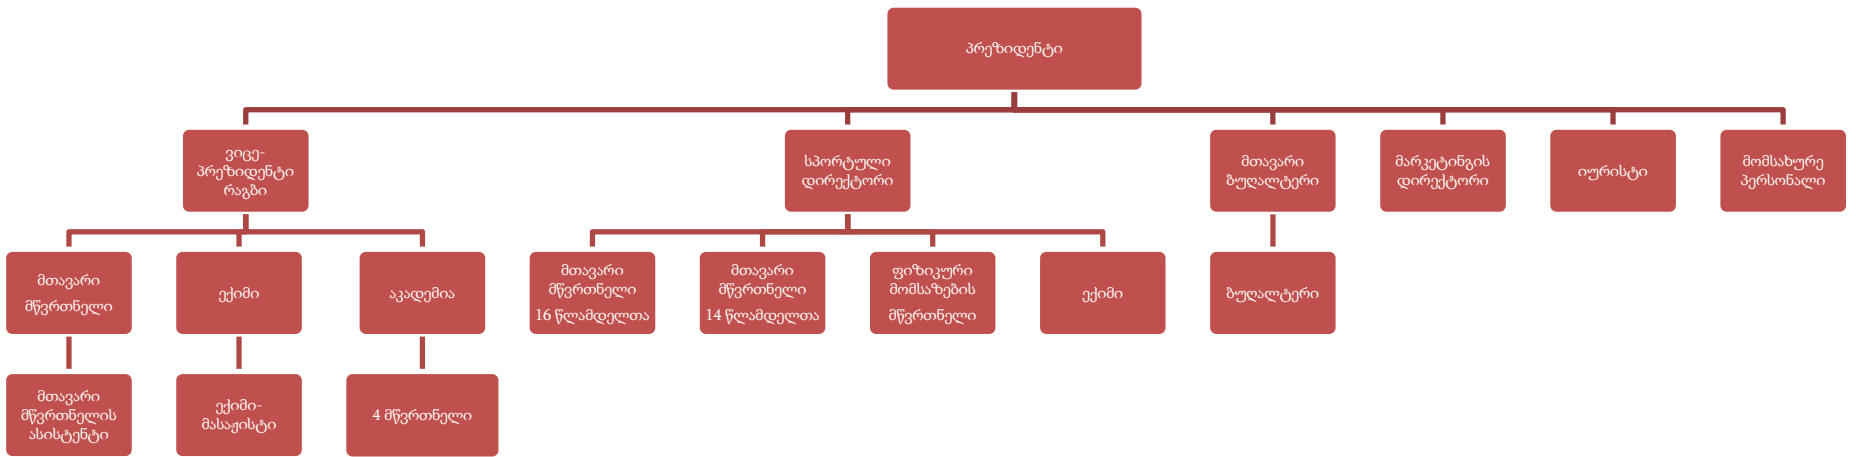 პრეზიდენტი
ვიცე-
პრეზიდენტი
რაგბი
სპორტული
დირექტორი
მთავარი
ბუღალტერი
მარკეტინგის
დირექტორი
იურისტი
მომსახურე
პერსონალი
მთავარი
მწვრთნელი
ექიმი
აკადემია
მთავარი
მწვრთნელი
16 წლამდელთა
მთავარი
მწვრთნელი
14 წლამდელთა
ფიზიკური
მომსაზების
მწვრთნელი
ექიმი
ბუღალტერი
მთავარი
მწვრთნელის
ასისტენტი
ექიმი-
მასაჟისტი
4 მწვრთნელი